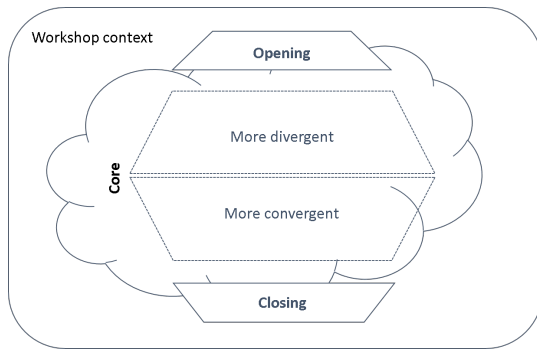 Workshop context
Opening
More divergent
Core
More convergent
Closing